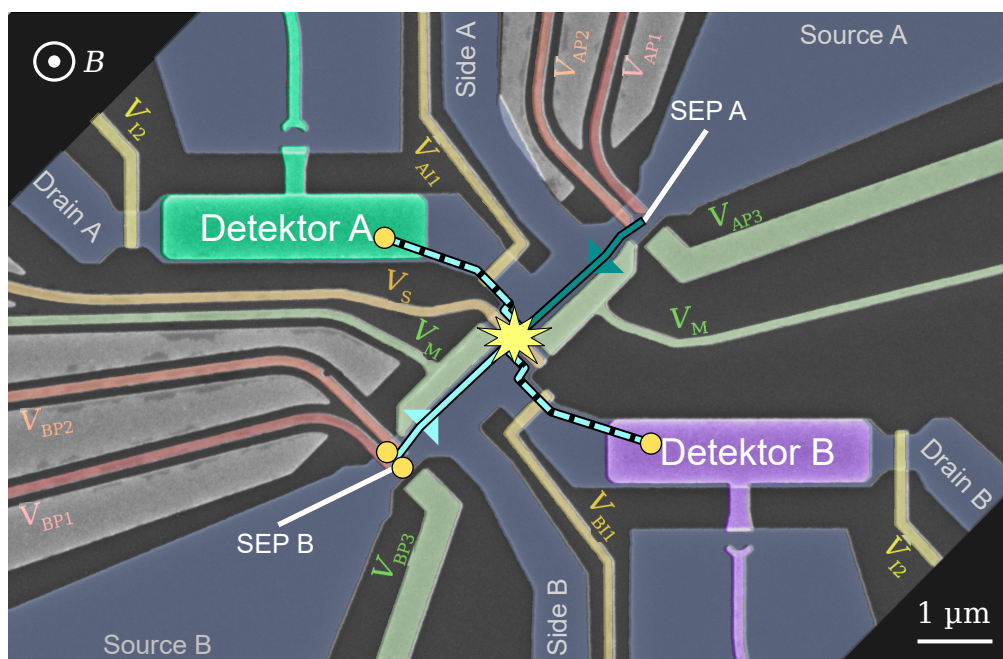 B
Side A
V_AP2
V_AP1
Source A
SEP A
V_I2
V_AI1
Drain A
Detektor A
V_AP3
V_S
V_M
V_M
V_BP2
Detektor B
Drain B
V_BP1
SEP B
V_BI1
V_BP3
V_I2
Side B
Source B
1 µm